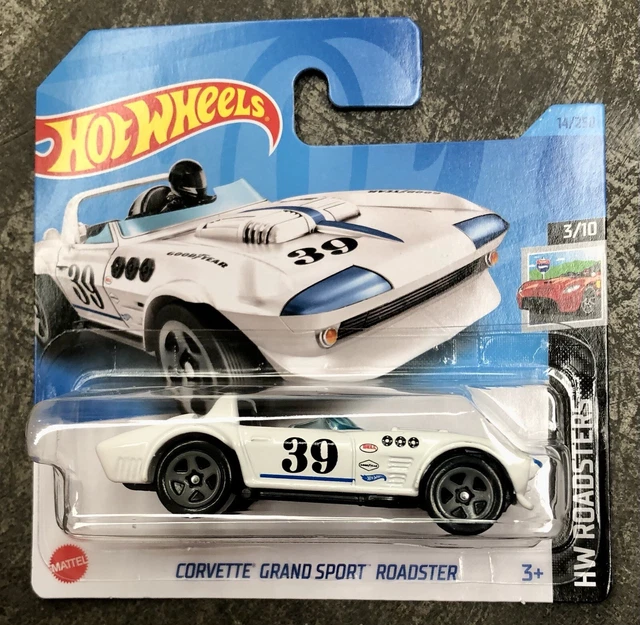 HOT WHEELS
14/250
3/10
39
GOODYEAR
39
39
MATTEL
CORVETTE GRAND SPORT ROADSTER
3+
HW ROADSTERS